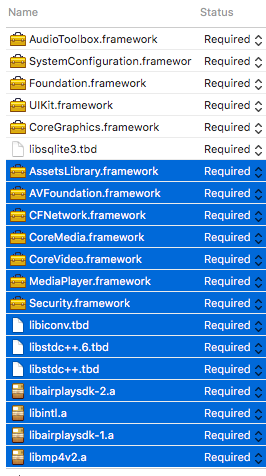 Name Status
AudioToolbox.framework Required
SystemConfiguration.framewor Required
Foundation.framework Required
UIKit.framework Required
CoreGraphics.framework Required
libsqlite3.tbd Required
AssetsLibrary.framework Required
AVFoundation.framework Required
CFNetwork.framework Required
CoreMedia.framework Required
CoreVideo.framework Required
MediaPlayer.framework Required
Security.framework Required
libiconv.tbd Required
libstdc++.6.tbd Required
libstdc++.tbd Required
libairplaysdk-2.a Required
libintl.a Required
libairplaysdk-1.a Required
libmp4v2.a Required